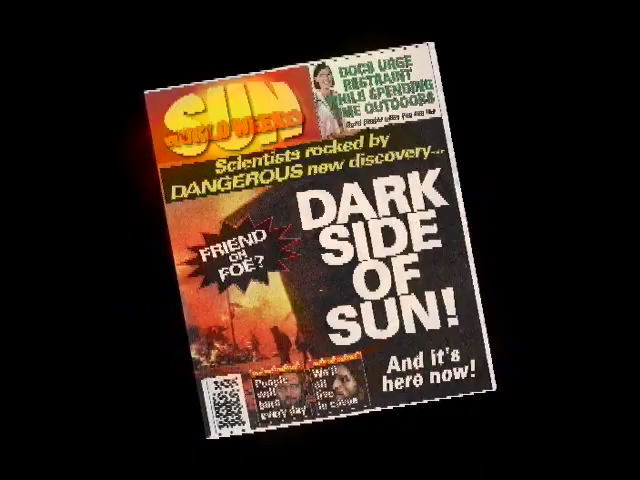 SUN
WORLD WEEKLY
DOCS URGE
RESTRAINT
WHILE SPENDING
TIME OUTDOORS
Scientists rocked by
DANGEROUS new discovery...
DARK
SIDE
OF
SUN!
FRIEND
OR
FOE?
And it's
here now!
People
will
burn
every day
We'll
all
live
in caves